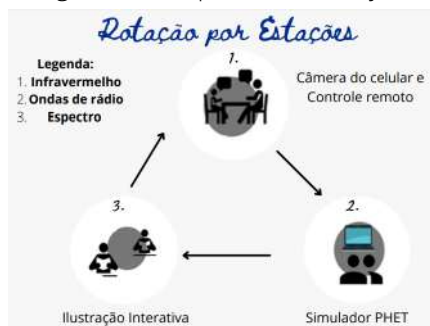 Rotação por Estações
Legenda:
1. Infravermelho
2. Ondas de rádio
3. Espectro
1.
Câmera do celular e
Controle remoto
3.
2.
Ilustração Interativa
Simulador PHET